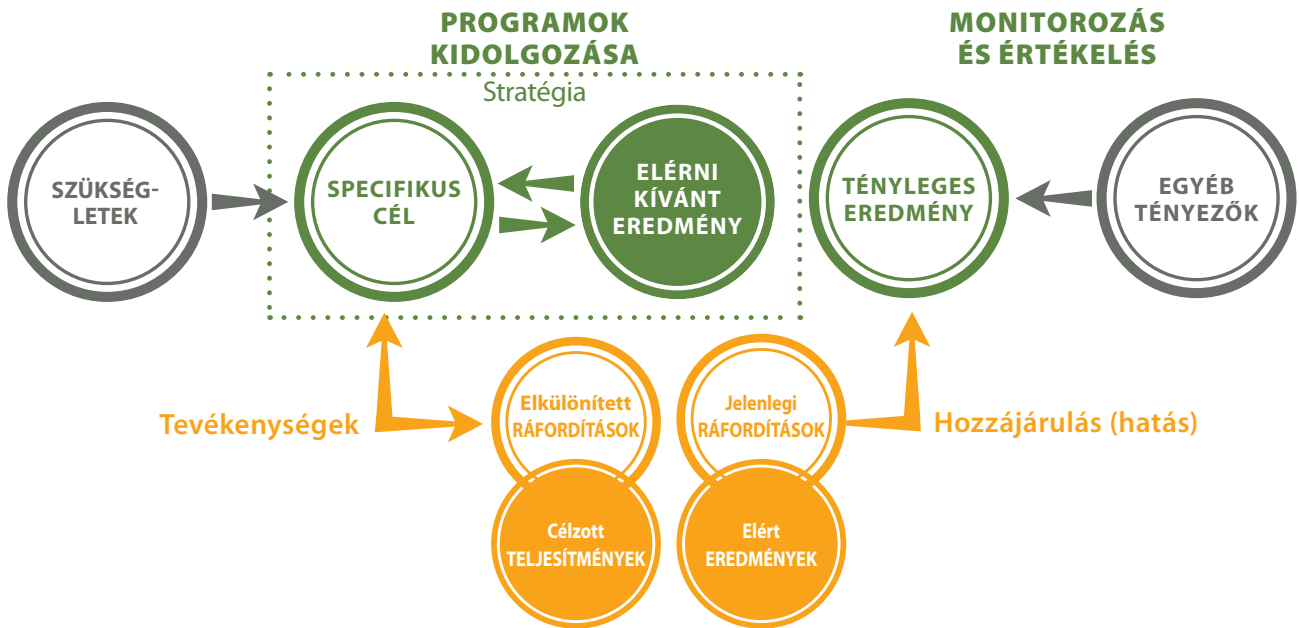 PROGRAMOK
KIDOLGOZÁSA
MONITOROZÁS
ÉS ÉRTÉKELÉS
Stratégia
SZÜKSÉG-
LETEK
SPECIFIKUS
CÉL
ELÉRNI
KÍVÁNT
EREDMÉNY
TÉNYLEGES
EREDMÉNY
EGYÉB
TÉNYEZŐK
Tevékenységek
Elkülönített
RÁFORDÍTÁSOK
Jelenlegi
RÁFORDÍTÁSOK
Hozzájárulás (hatás)
Célzott
TELJESÍTMÉNYEK
Elért
EREDMÉNYEK